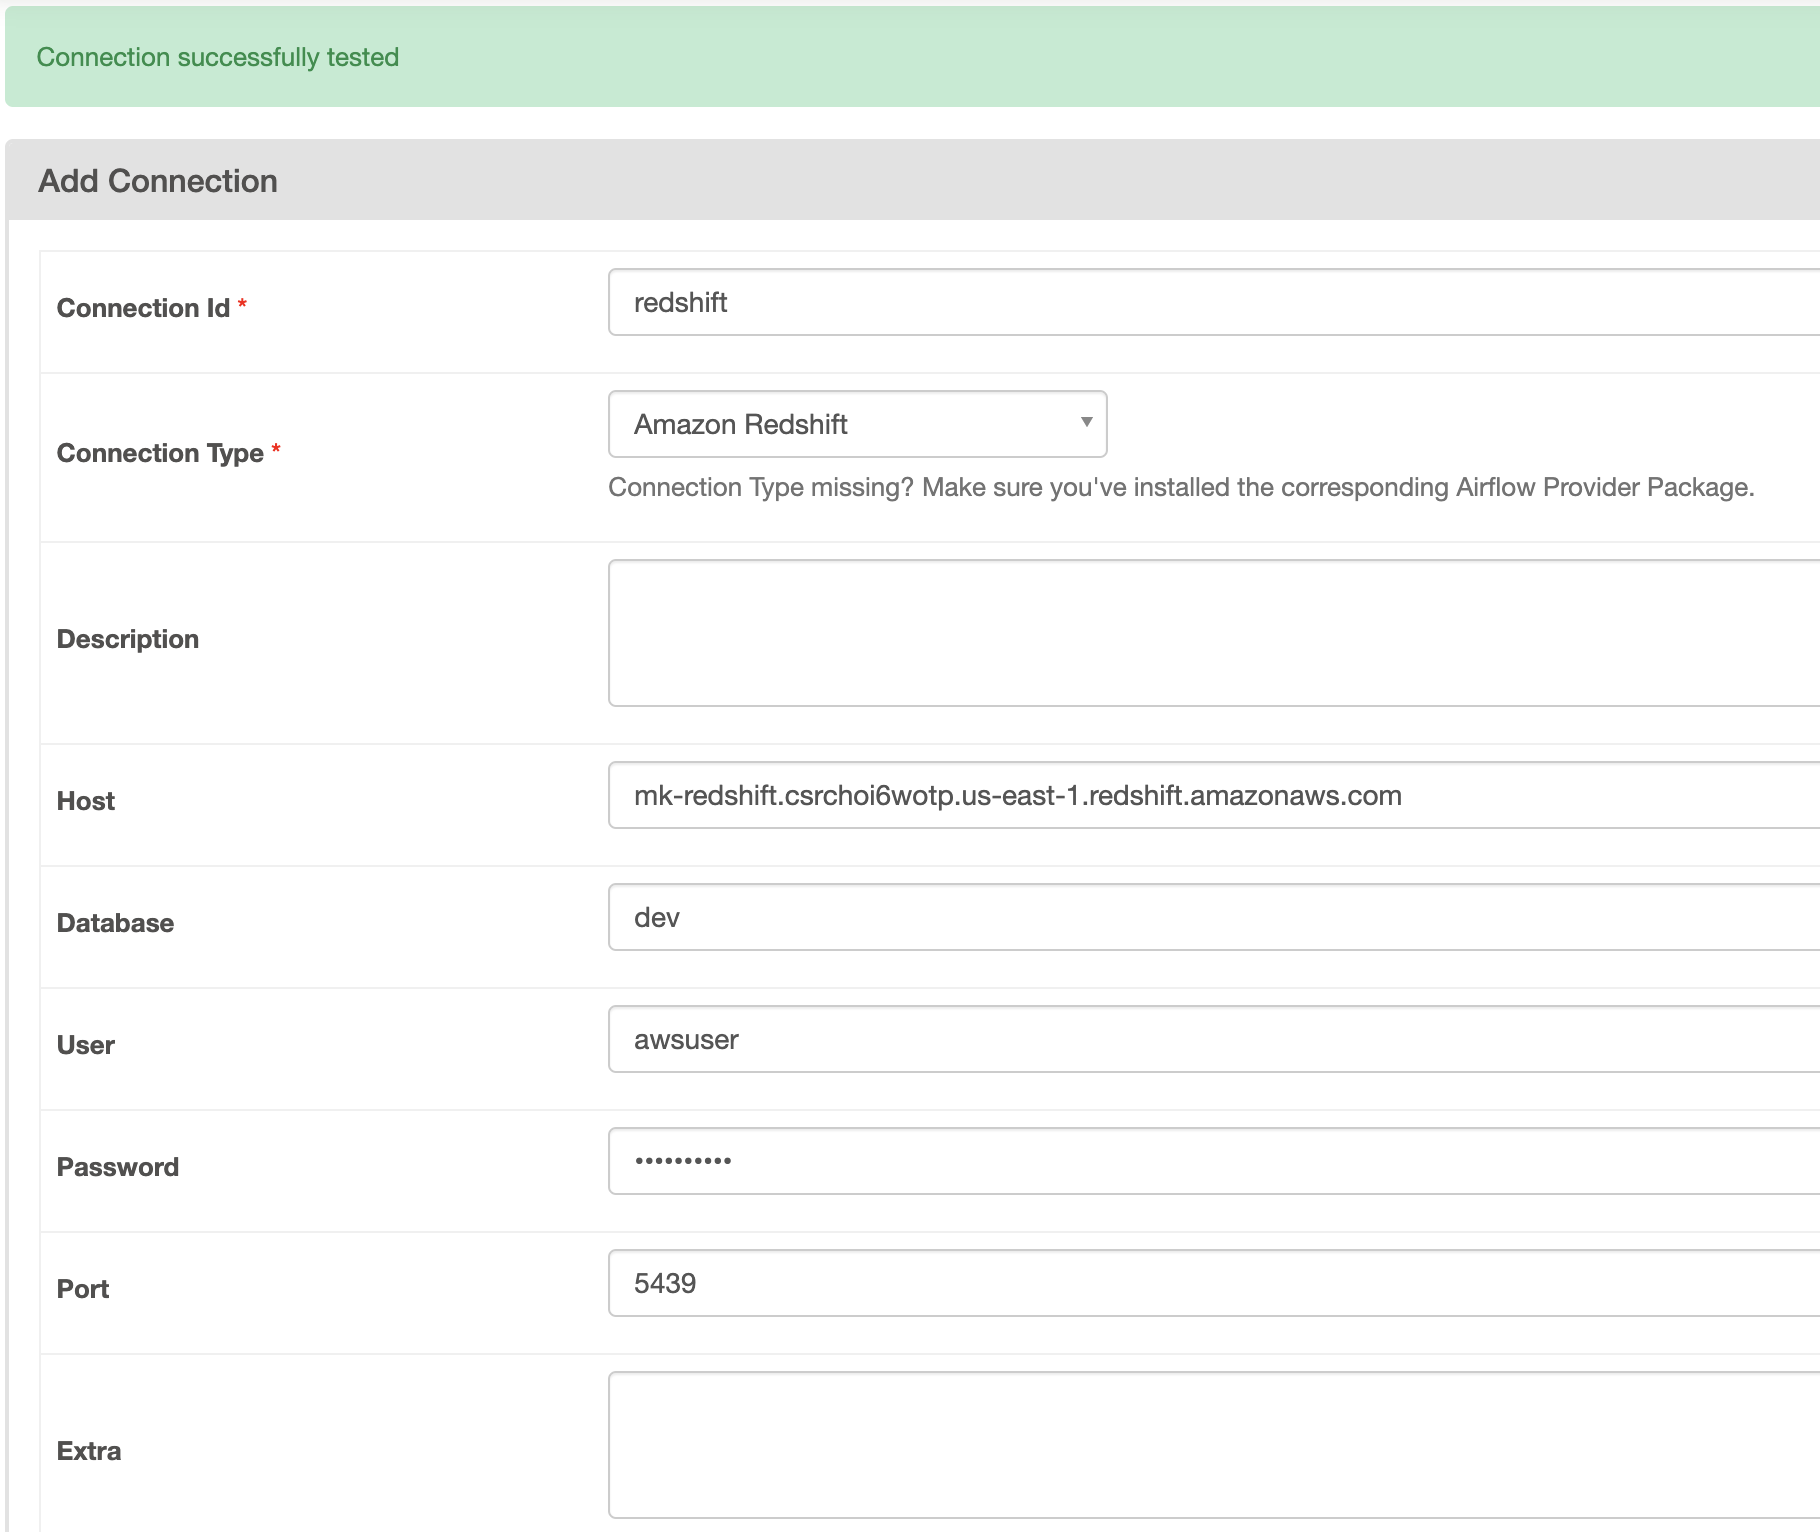 Connection successfully tested
Add Connection
Connection Id *
redshift
Connection Type *
Amazon Redshift
Connection Type missing? Make sure you've installed the corresponding Airflow Provider Package.
Description
Host
mk-redshift.csrchoi6wotp.us-east-1.redshift.amazonaws.com
Database
dev
User
awsuser
Password
••••••••••
Port
5439
Extra